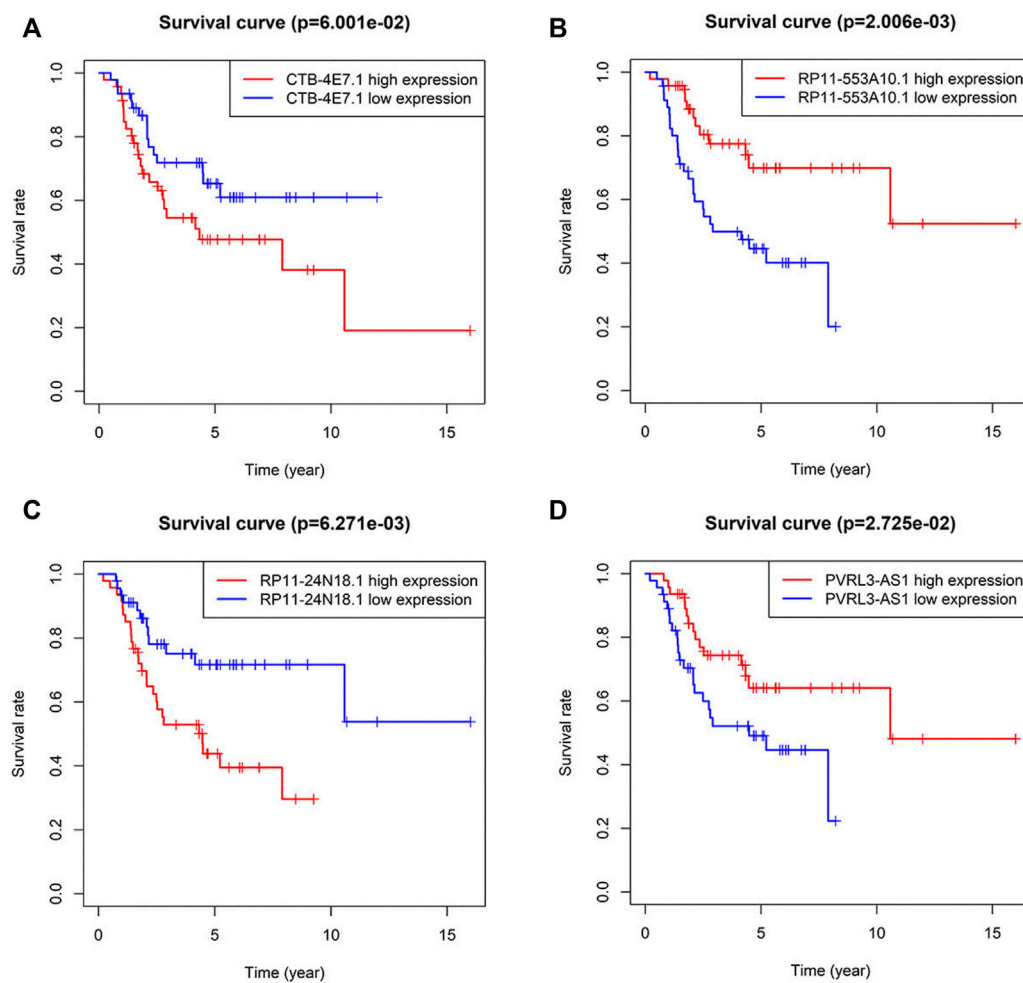 A
Survival curve (p=6.001e-02)
CTB-4E7.1 high expression
CTB-4E7.1 low expression
Survival rate
1.0
0.8
0.6
0.4
0.2
0.0
0 5 10 15
Time (year)
B
Survival curve (p=2.006e-03)
RP11-553A10.1 high expression
RP11-553A10.1 low expression
Survival rate
1.0
0.8
0.6
0.4
0.2
0.0
0 5 10 15
Time (year)
C
Survival curve (p=6.271e-03)
RP11-24N18.1 high expression
RP11-24N18.1 low expression
Survival rate
1.0
0.8
0.6
0.4
0.2
0.0
0 5 10 15
Time (year)
D
Survival curve (p=2.725e-02)
PVRL3-AS1 high expression
PVRL3-AS1 low expression
Survival rate
1.0
0.8
0.6
0.4
0.2
0.0
0 5 10 15
Time (year)